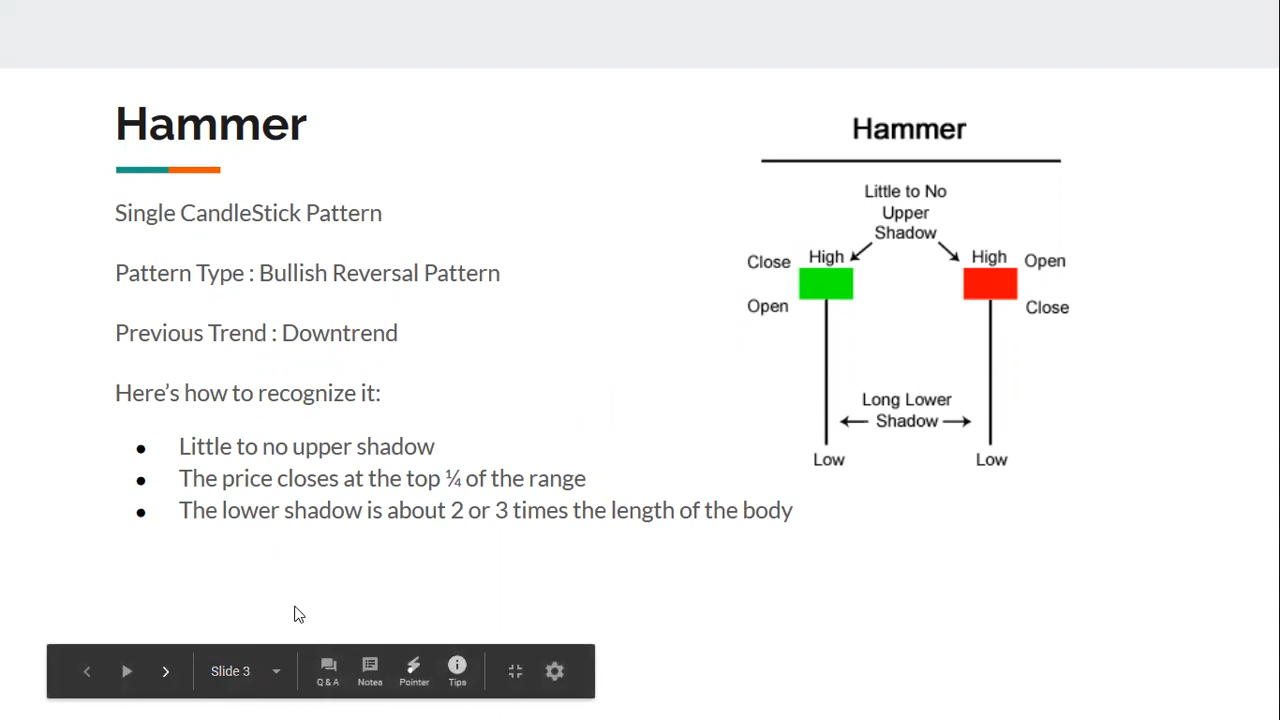 Hammer
Single CandleStick Pattern
Pattern Type : Bullish Reversal Pattern
Previous Trend : Downtrend
Here's how to recognize it:
● Little to no upper shadow
● The price closes at the top ¼ of the range
● The lower shadow is about 2 or 3 times the length of the body
Hammer
Little to No
Upper
Shadow
Close High High Open
Open Close
Long Lower
Shadow
Low Low
Slide 3
Q & A Notes Pointer Tips